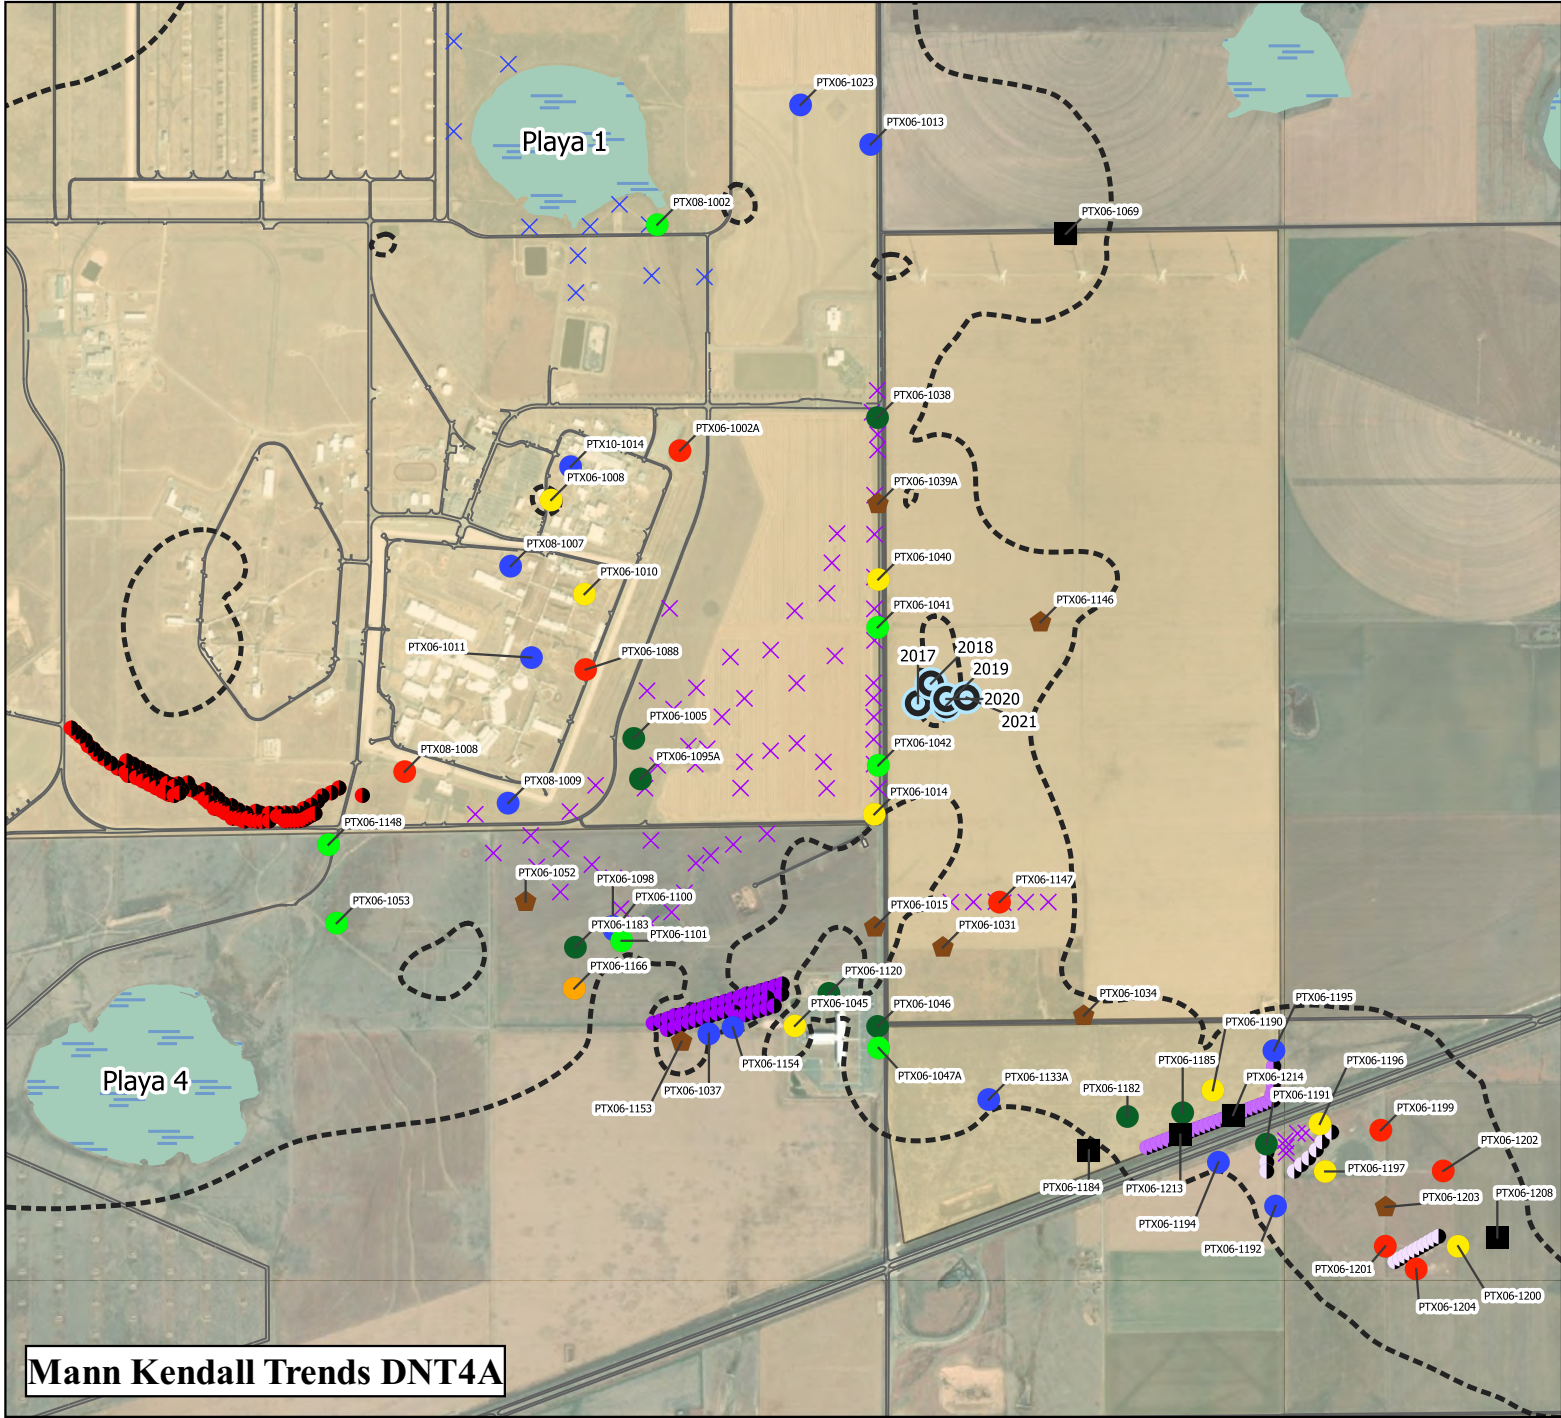 PTX06-1023
PTX06-1013
Playa 1
PTX08-1002
PTX06-1069
PTX06-1038
PTX06-1002A
PTX10-1014
PTX06-1008
PTX06-1039A
PTX08-1007
PTX06-1040
PTX06-1010
PTX06-1146
PTX06-1041
PTX06-1011
PTX06-1088
2017
2018
2019
2020
2021
PTX06-1005
PTX06-1042
PTX08-1008
PTX06-1095A
PTX08-1009
PTX06-1014
PTX06-1148
PTX06-1052
PTX06-1098
PTX06-1147
PTX06-1100
PTX06-1053
PTX06-1015
PTX06-1183
PTX06-1031
PTX06-1101
PTX06-1166
PTX06-1120
PTX06-1034
PTX06-1195
PTX06-1045
PTX06-1046
PTX06-1190
PTX06-1196
PTX06-1185
PTX06-1154
PTX06-1047A
PTX06-1133A
PTX06-1214
Playa 4
PTX06-1037
PTX06-1182
PTX06-1191
PTX06-1153
PTX06-1199
PTX06-1202
PTX06-1197
PTX06-1184
PTX06-1213
PTX06-1203
PTX06-1208
PTX06-1194
PTX06-1192
PTX06-1201
PTX06-1200
PTX06-1204
Mann Kendall Trends DNT4A